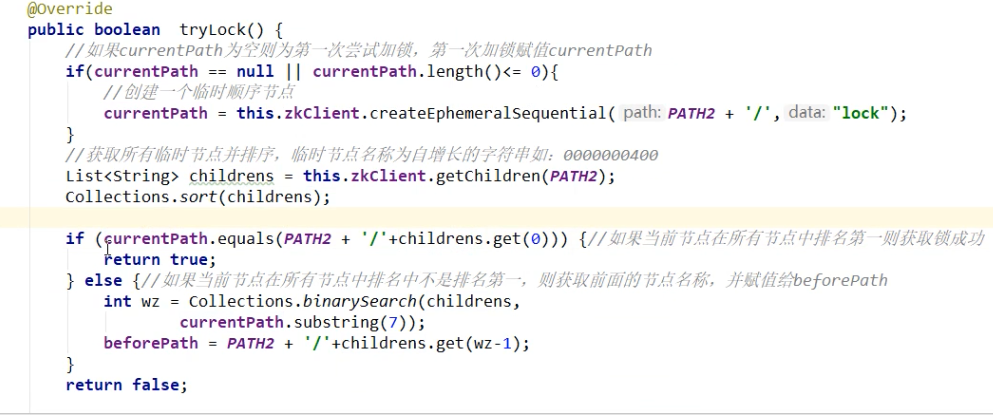 @Override
public boolean tryLock() {
//如果currentPath为空则为第一次尝试加锁，第一次加锁赋值currentPath
if(currentPath == null || currentPath.length()<= 0){
//创建一个临时顺序节点
currentPath = this.zkClient.createEphemeralSequential( path: PATH2 + '/', data: "lock");
}
//获取所有临时节点并排序，临时节点名称为自增长的字符串如：0000000400
List<String> childrens = this.zkClient.getChildren(PATH2);
Collections.sort(childrens);
if (currentPath.equals(PATH2 + '/'+childrens.get(0))) {//如果当前节点在所有节点中排名第一则获取锁成功
return true;
} else {//如果当前节点在所有节点中排名中不是排名第一，则获取前面的节点名称，并赋值给beforePath
int wz = Collections.binarySearch(childrens,
currentPath.substring(7));
beforePath = PATH2 + '/'+childrens.get(wz-1);
}
return false;